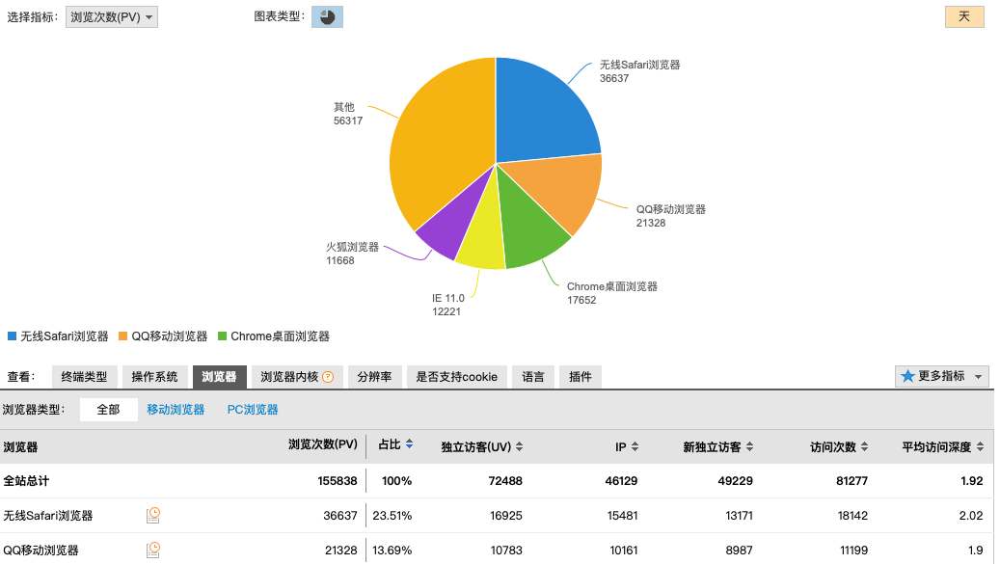 选择指标: 浏览次数(PV) 图表类型: 天
无线Safari浏览器
36637
其他
56317
QQ移动浏览器
21328
火狐浏览器
11668
Chrome桌面浏览器
17652
IE 11.0
12221
无线Safari浏览器 QQ移动浏览器 Chrome桌面浏览器
查看: 终端类型 操作系统 浏览器 浏览器内核 ? 分辨率 是否支持cookie 语言 插件 更多指标
浏览器类型: 全部 移动浏览器 PC浏览器
浏览器 浏览次数(PV) 占比 独立访客(UV) IP 新独立访客 访问次数 平均访问深度
全站总计 155838 100% 72488 46129 49229 81277 1.92
无线Safari浏览器 36637 23.51% 16925 15481 13171 18142 2.02
QQ移动浏览器 21328 13.69% 10783 10161 8987 11199 1.9